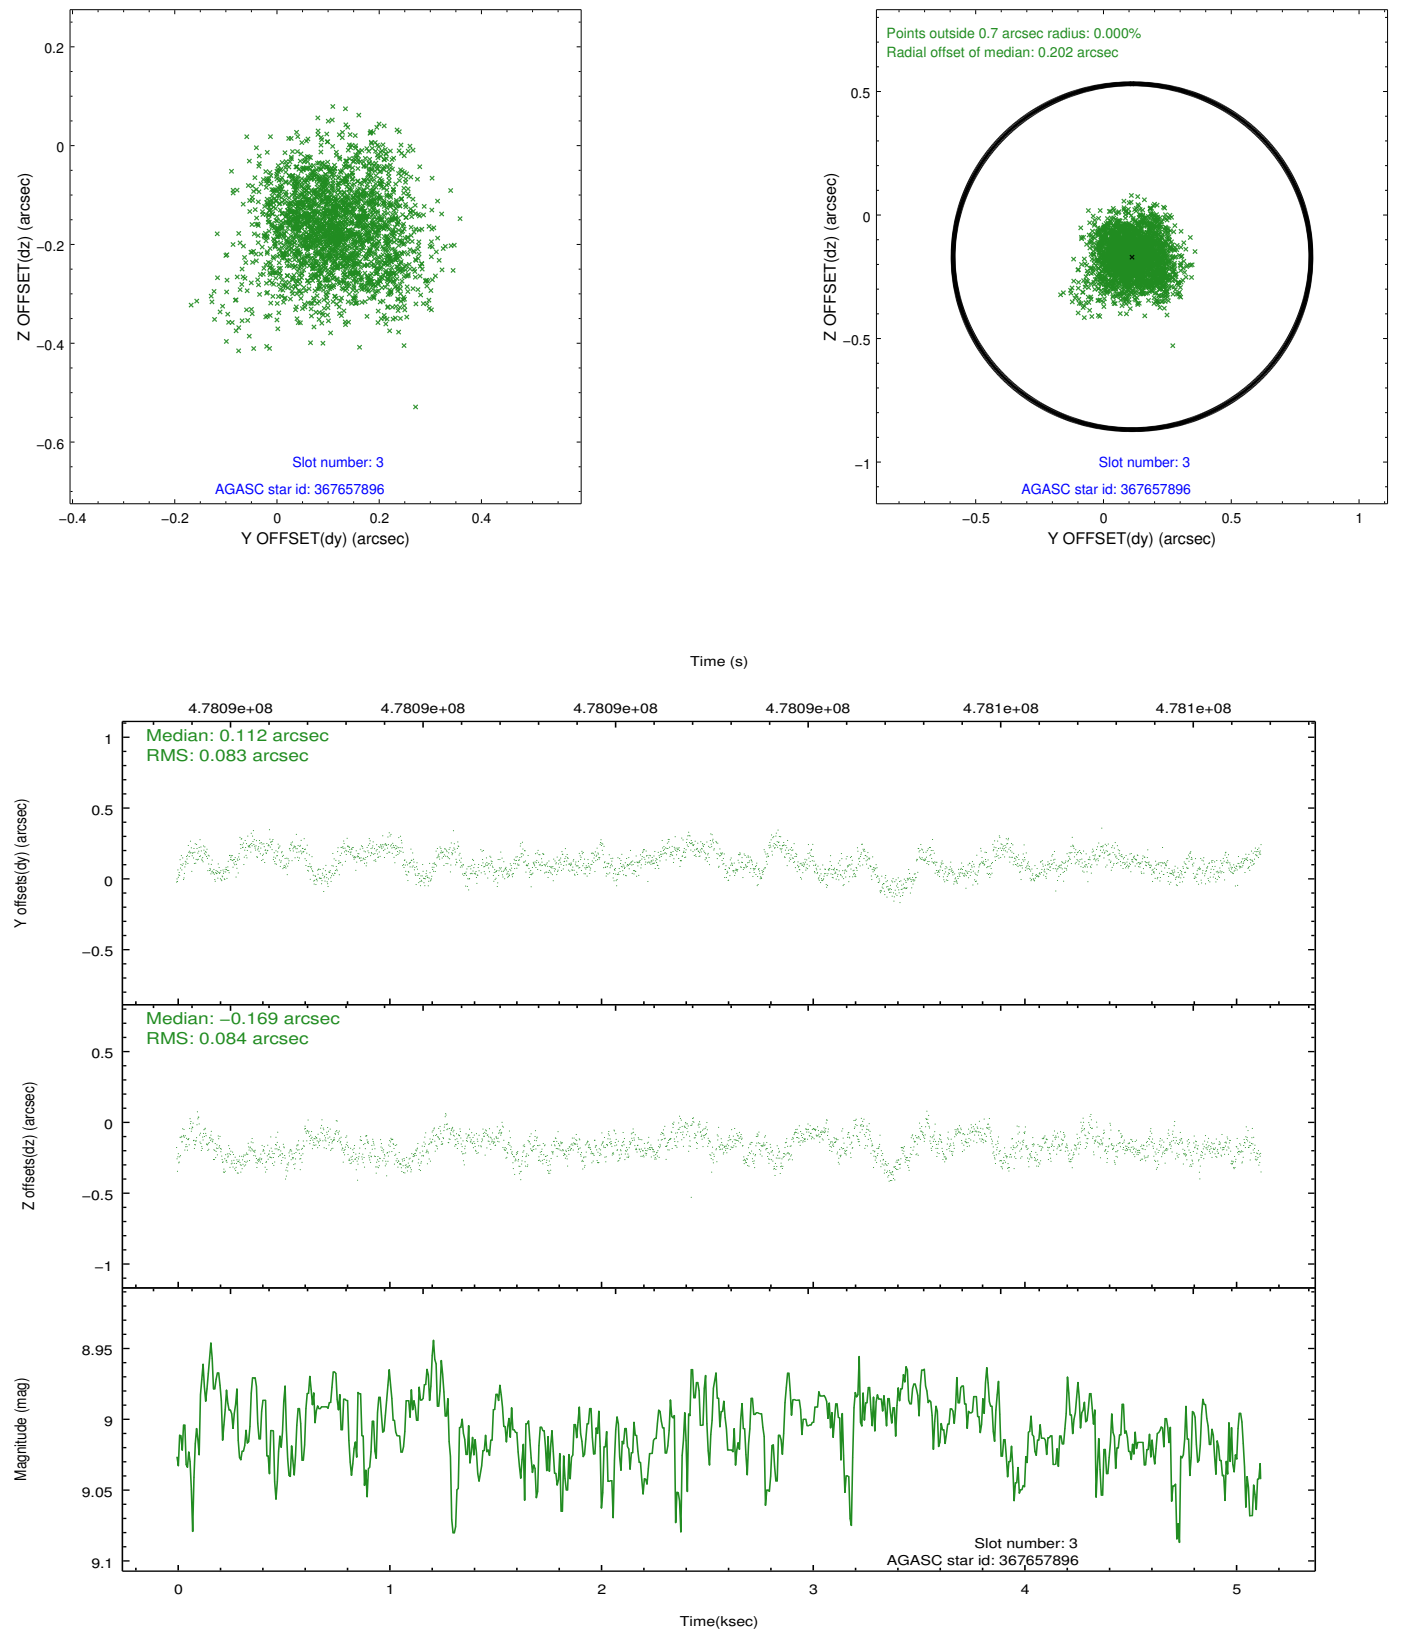 0.2
0
−0.2
−0.4
−0.6
Z OFFSET(dz) (arcsec)
Slot number: 3
AGASC star id: 367657896
−0.4
−0.2
0
0.2
0.4
Y OFFSET(dy) (arcsec)
Points outside 0.7 arcsec radius: 0.000%
Radial offset of median: 0.202 arcsec
0.5
0
−0.5
−1
Z OFFSET(dz) (arcsec)
Slot number: 3
AGASC star id: 367657896
−0.5
0
0.5
1
Y OFFSET(dy) (arcsec)
Time (s)
4.7809e+08
4.7809e+08
4.7809e+08
4.7809e+08
4.781e+08
4.781e+08
Median: 0.112 arcsec
RMS: 0.083 arcsec
1
0.5
0
−0.5
Y offsets(dy) (arcsec)
Median: −0.169 arcsec
RMS: 0.084 arcsec
0.5
0
−0.5
−1
Z offsets(dz) (arcsec)
8.95
9
9.05
9.1
Magnitude (mag)
Slot number: 3
AGASC star id: 367657896
0
1
2
3
4
5
Time(ksec)